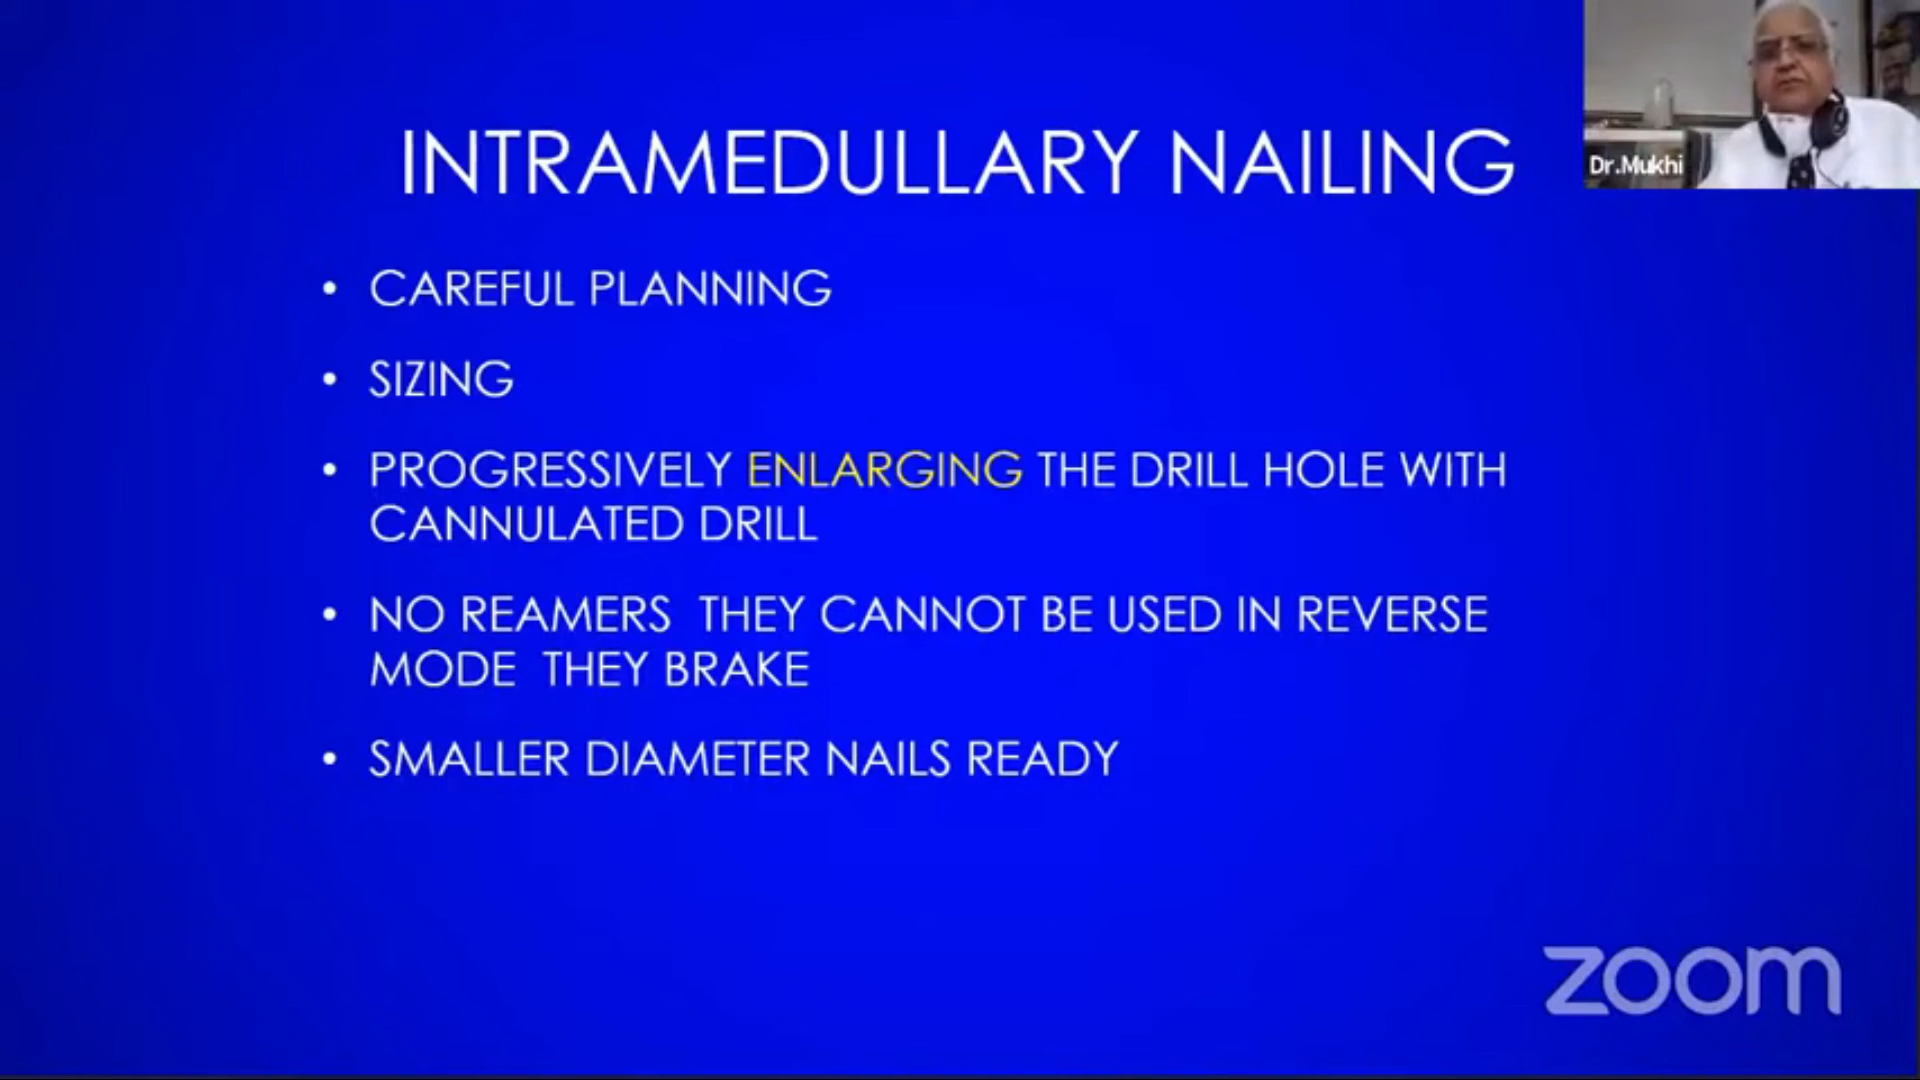 INTRAMEDULLARY NAILING
Dr.Mukhi
• CAREFUL PLANNING
• SIZING
• PROGRESSIVELY ENLARGING THE DRILL HOLE WITH
CANNULATED DRILL
• NO REAMERS THEY CANNOT BE USED IN REVERSE
MODE THEY BRAKE
• SMALLER DIAMETER NAILS READY
zoom